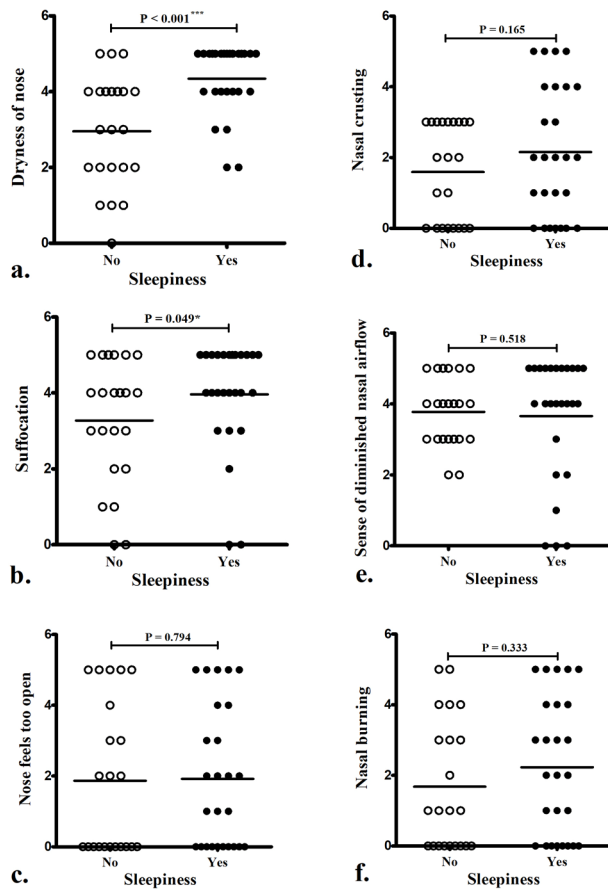 P < 0.001***
Dryness of nose
6
4
2
0
No
Yes
Sleepiness
a.
P = 0.165
Nasal crusting
6
4
2
0
No
Yes
Sleepiness
d.
P = 0.049*
Suffocation
6
4
2
0
No
Yes
Sleepiness
b.
P = 0.518
Sense of diminished nasal airflow
6
4
2
0
No
Yes
Sleepiness
e.
P = 0.794
Nose feels too open
6
4
2
0
No
Yes
Sleepiness
c.
P = 0.333
Nasal burning
6
4
2
0
No
Yes
Sleepiness
f.